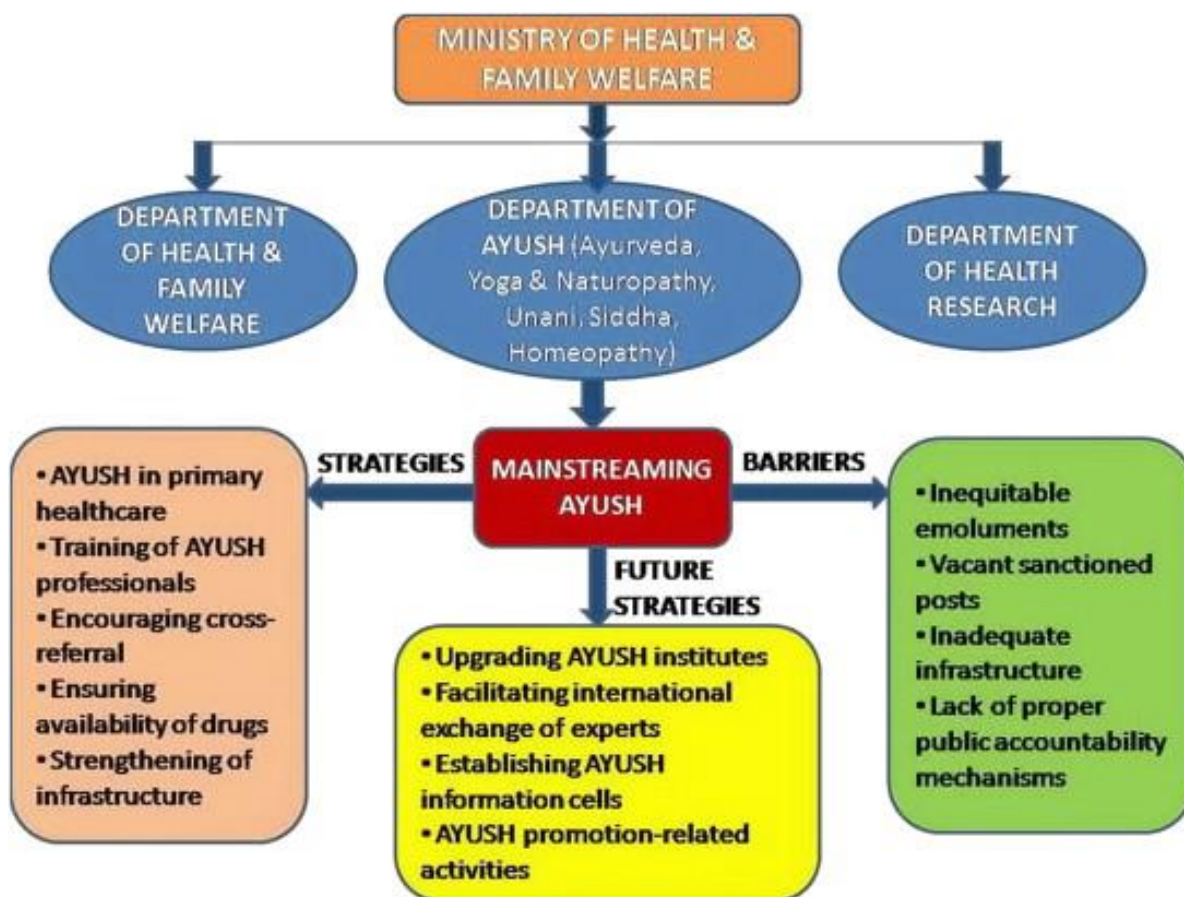 MINISTRY OF HEALTH &
FAMILY WELFARE
DEPARTMENT
OF HEALTH &
FAMILY
WELFARE
DEPARTMENT OF
AYUSH (Ayurveda,
Yoga & Naturopathy,
Unani, Siddha,
Homeopathy)
DEPARTMENT
OF HEALTH
RESEARCH
STRATEGIES
MAINSTREAMING
AYUSH
BARRIERS
FUTURE
STRATEGIES
• AYUSH in primary
healthcare
• Training of AYUSH
professionals
• Encouraging cross-
referral
• Ensuring
availability of drugs
• Strengthening of
infrastructure
• Upgrading AYUSH institutes
• Facilitating international
exchange of experts
• Establishing AYUSH
information cells
• AYUSH promotion-related
activities
• Inequitable
emoluments
• Vacant sanctioned
posts
• Inadequate
infrastructure
• Lack of proper
public accountability
mechanisms